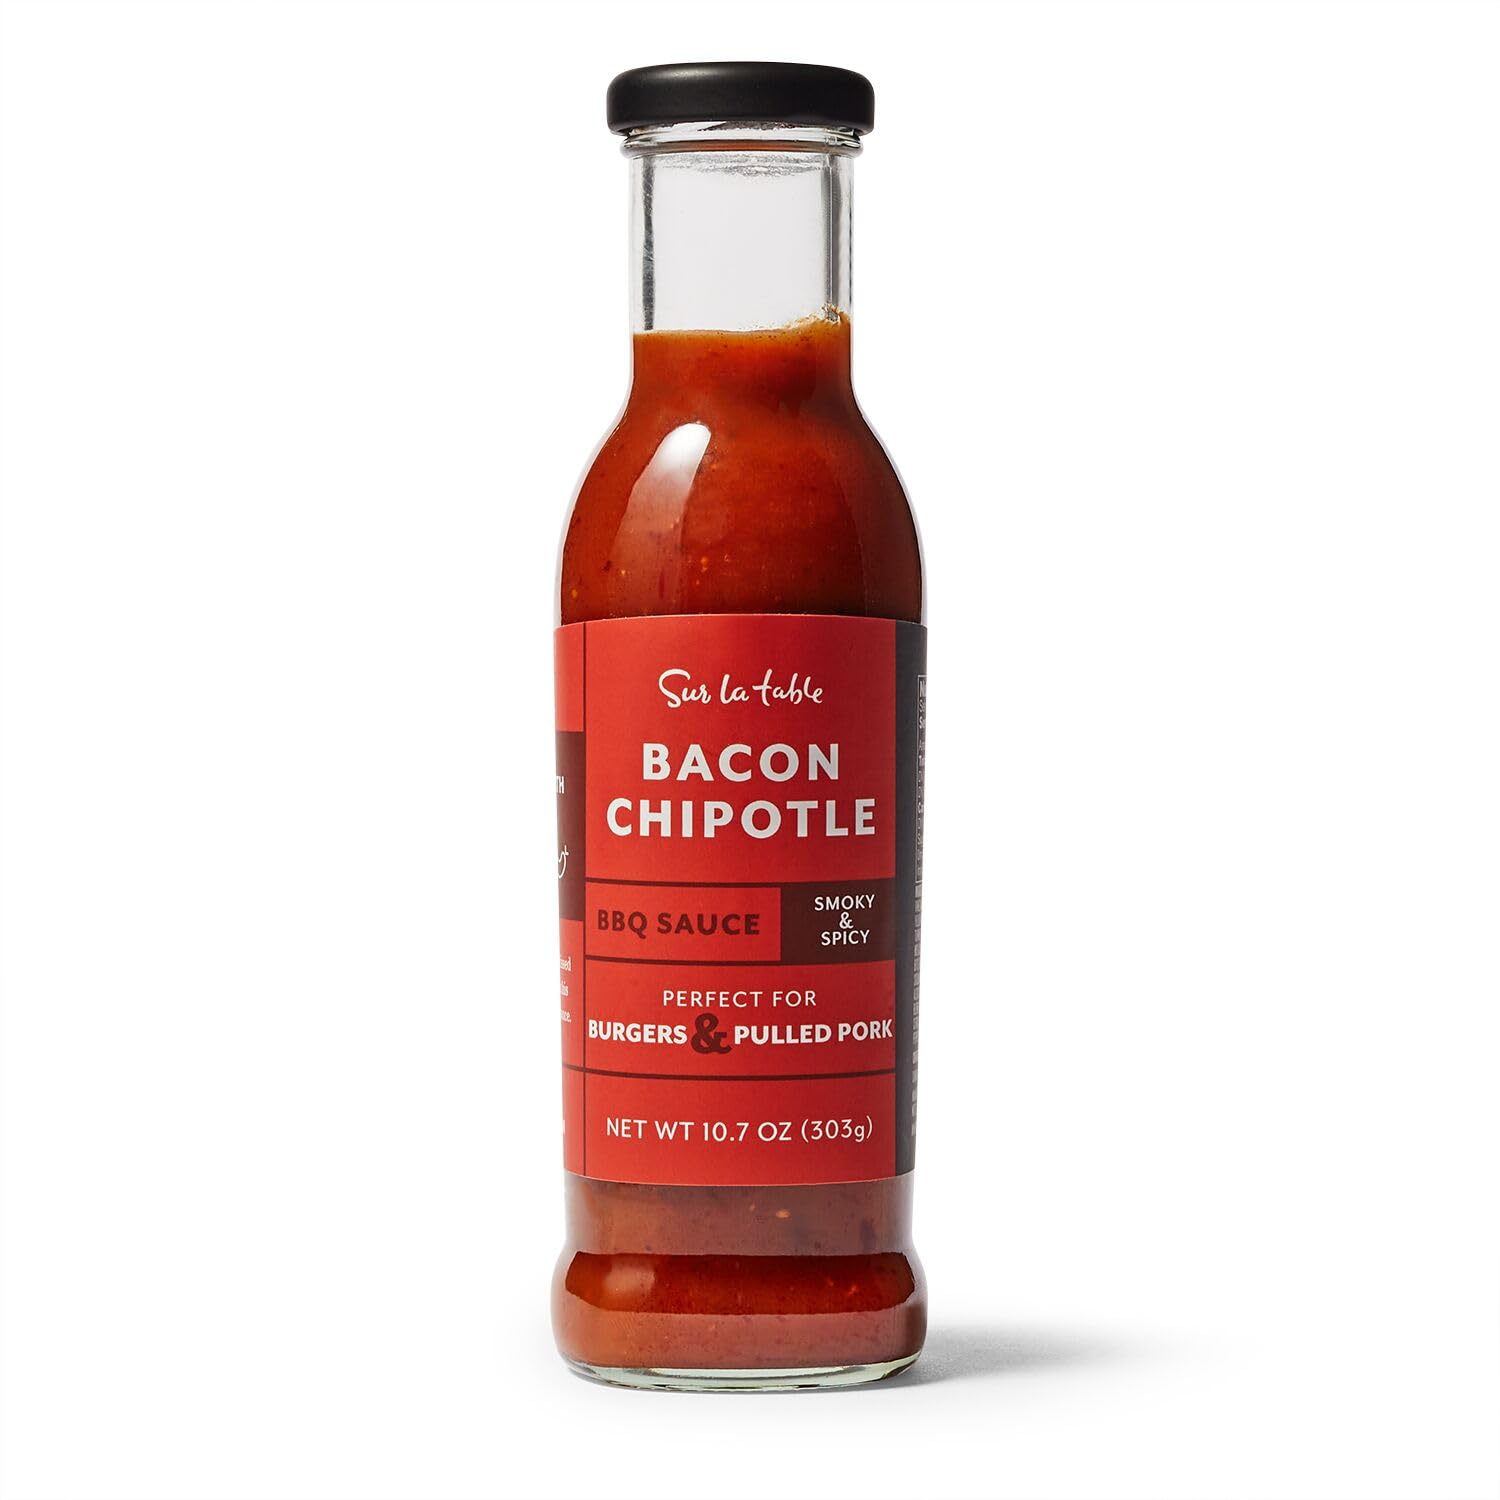 Sur la table
BACON
CHIPOTLE
BBQ SAUCE
SMOKY
&
SPICY
PERFECT FOR
BURGERS & PULLED PORK
NET WT 10.7 OZ (303g)